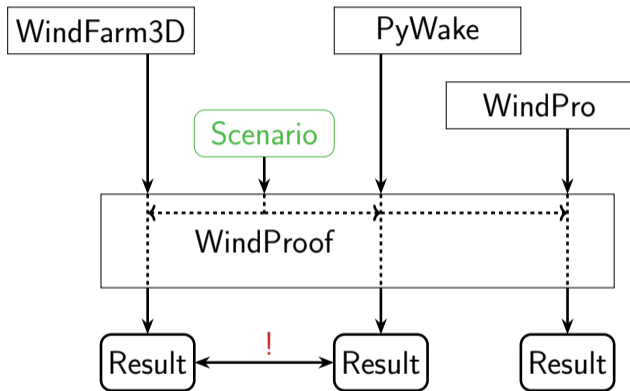 WindFarm3D
PyWake
WindPro
Scenario
WindProof
!
Result
Result
Result